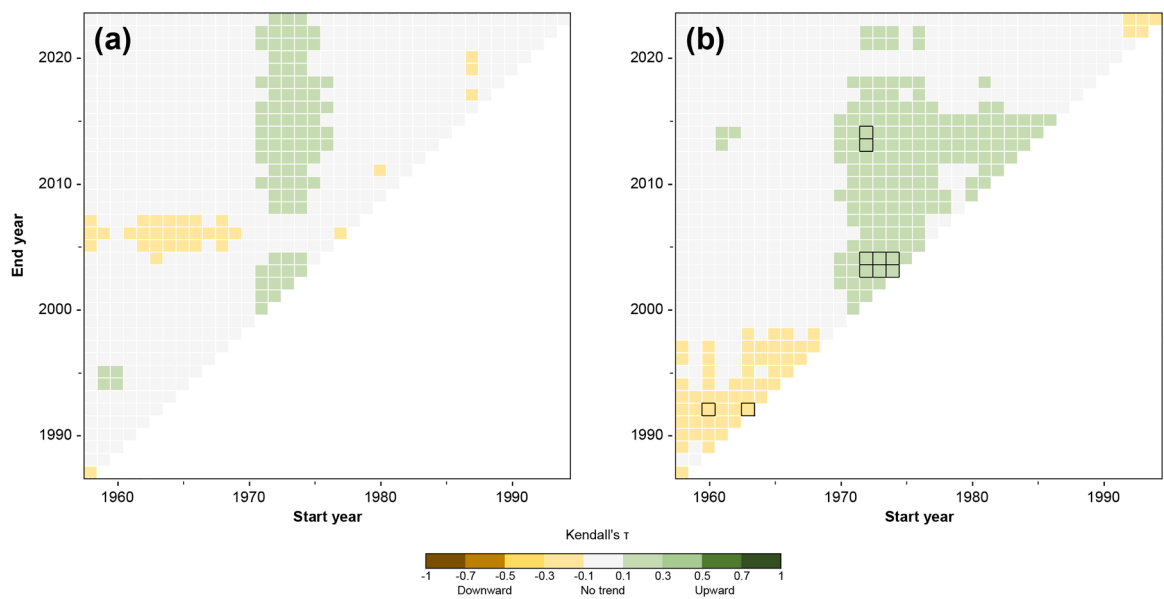 (a)
(b)
End year
2020
2010
2000
1990
1960
1970
1980
1990
Start year
2020
2010
2000
1990
1960
1970
1980
1990
Start year
Kendall's τ
-1 -0.7 -0.5 -0.3 -0.1 0.1 0.3 0.5 0.7 1
Downward No trend Upward